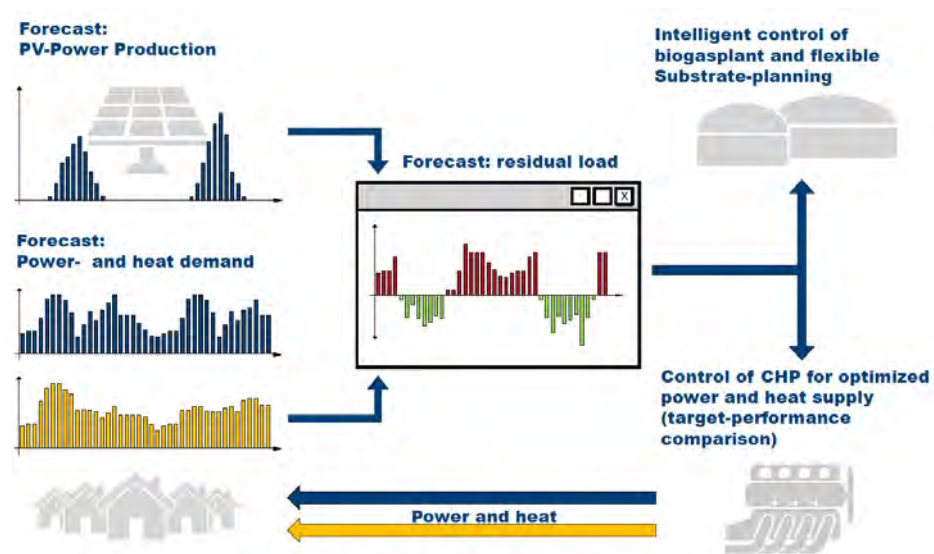 Forecast:
PV-Power Production
Intelligent control of
biogasplant and flexible
Substrate-planning
Forecast: residual load
X
Forecast:
Power- and heat demand
Control of CHP for optimized
power and heat supply
(target-performance
comparison)
Power and heat